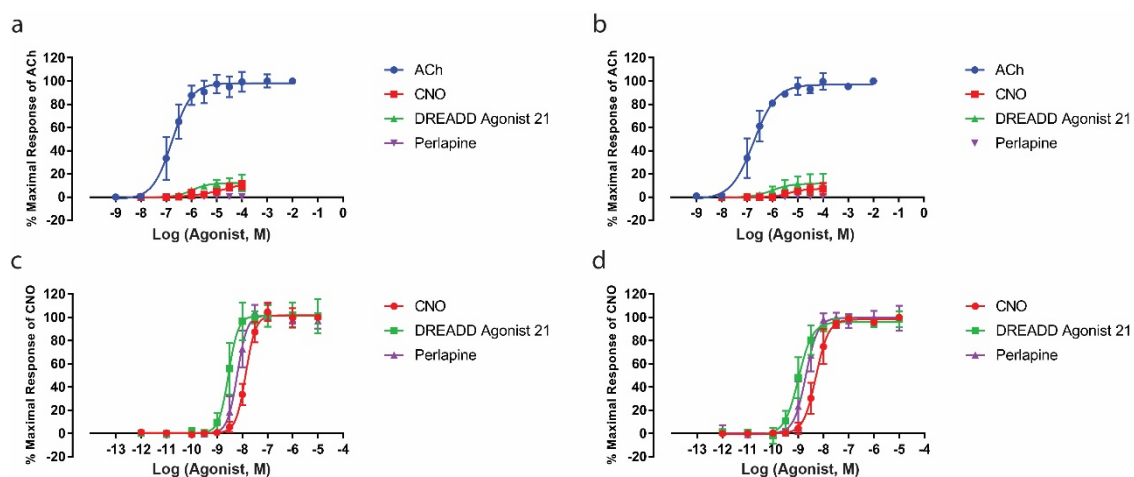 a
% Maximal Response of ACh
120
100
80
60
40
20
0
-20
-9 -8 -7 -6 -5 -4 -3 -2 -1 0
Log (Agonist, M)
ACh
CNO
DREADD Agonist 21
Perlapine
b
% Maximal Response of ACh
120
100
80
60
40
20
0
-20
-9 -8 -7 -6 -5 -4 -3 -2 -1 0
Log (Agonist, M)
ACh
CNO
DREADD Agonist 21
Perlapine
c
% Maximal Response of CNO
120
100
80
60
40
20
0
-20
-13 -12 -11 -10 -9 -8 -7 -6 -5 -4
Log (Agonist, M)
CNO
DREADD Agonist 21
Perlapine
d
% Maximal Response of CNO
120
100
80
60
40
20
0
-20
-13 -12 -11 -10 -9 -8 -7 -6 -5 -4
Log (Agonist, M)
CNO
DREADD Agonist 21
Perlapine